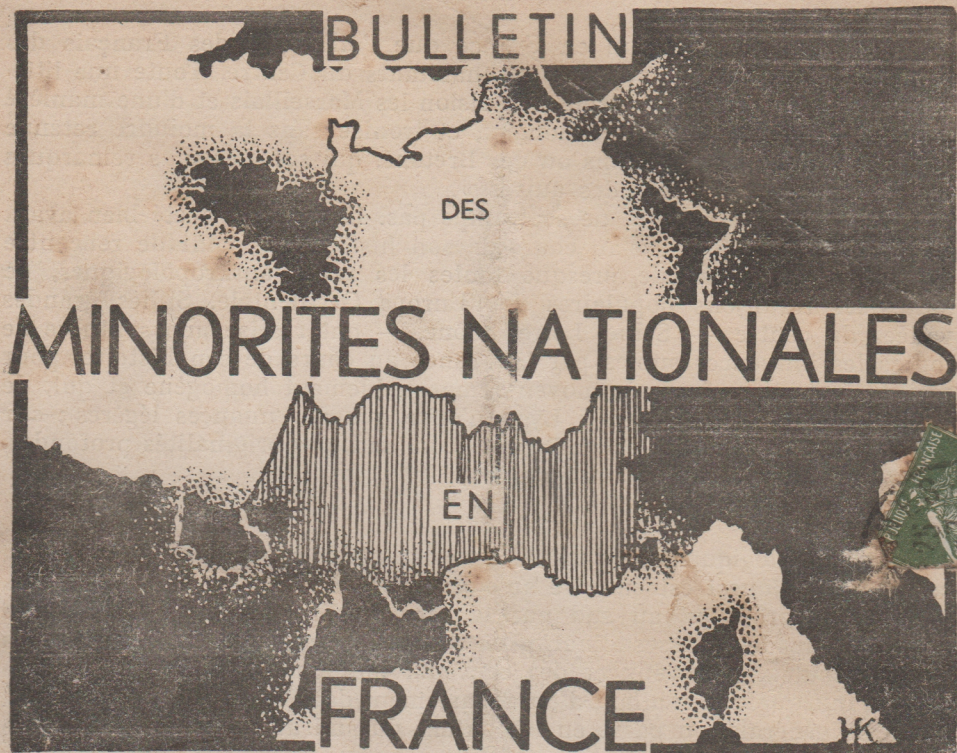 BULLETIN
DES
MINORITES NATIONALES
EN
FRANCE
HK